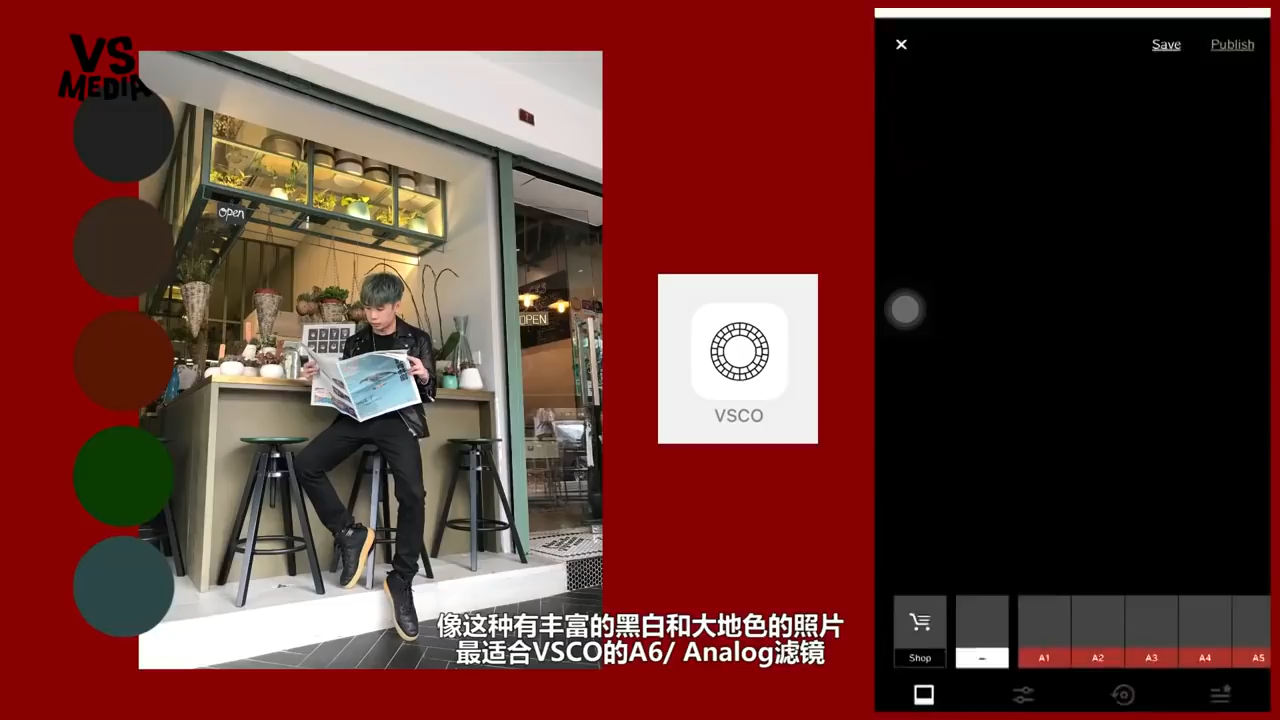 VS
MEDIA
Save
Publish
open
OPEN
VSCO
像这种有丰富的黑白和大地色的照片
最适合VSCO的A6/ Analog滤镜
Shop
A1
A2
A3
A4
A5